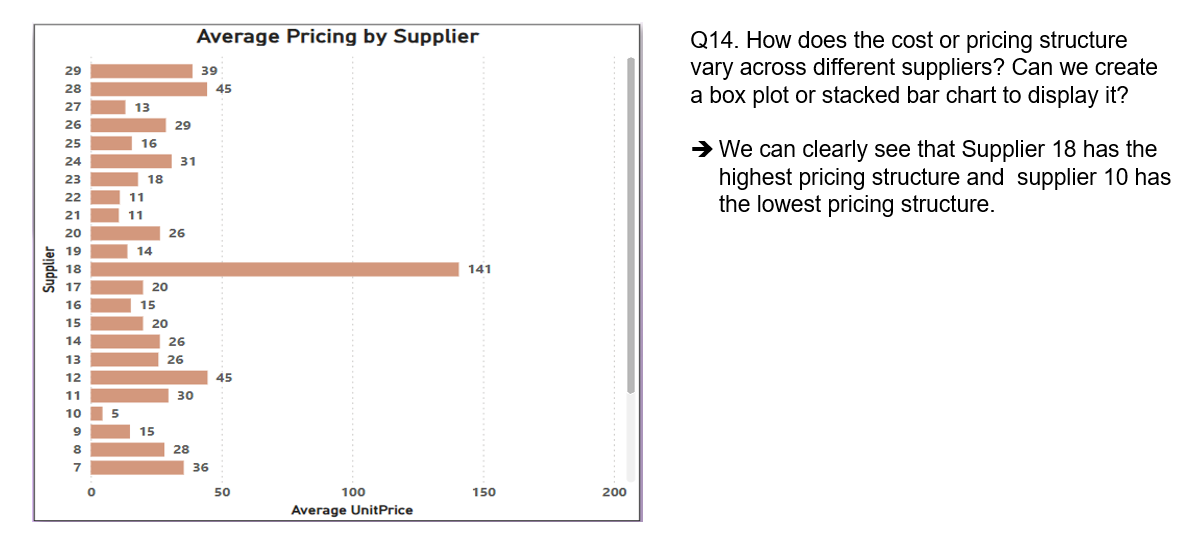 Average Pricing by Supplier
29 39
28 45
27 13
26 29
25 16
24 31
23 18
22 11
21 11
20 26
19 14
18 141
17 20
16 15
15 20
14 26
13 26
12 45
11 30
10 5
9 15
8 28
7 36
Supplier
0 50 100 150 200
Average UnitPrice
Q14. How does the cost or pricing structure
vary across different suppliers? Can we create
a box plot or stacked bar chart to display it?
➔ We can clearly see that Supplier 18 has the
highest pricing structure and  supplier 10 has
the lowest pricing structure.